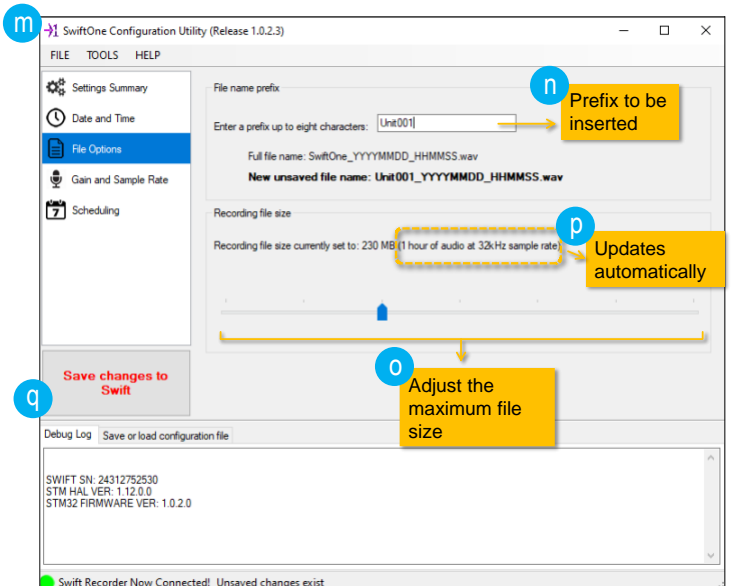 m
SwiftOne Configuration Utility (Release 1.0.2.3)
FILE TOOLS HELP
Settings Summary
Date and Time
File Options
Gain and Sample Rate
7 Scheduling
File name prefix
Enter a prefix up to eight characters: Unit001
n
Prefix to be
inserted
Full file name: SwiftOne_YYYYMMDD_HHMMSS.wav
New unsaved file name: Unit001_YYYYMMDD_HHMMSS.wav
Recording file size
Recording file size currently set to: 230 MB (1 hour of audio at 32kHz sample rate)
p
Updates
automatically
o
Adjust the
maximum file
size
Save changes to
Swift
q
Debug Log Save or load configuration file
SWIFT SN: 24312752530
STM HAL VER: 1.12.0.0
STM32 FIRMWARE VER: 1.0.2.0
Swift Recorder Now Connected! Unsaved changes exist